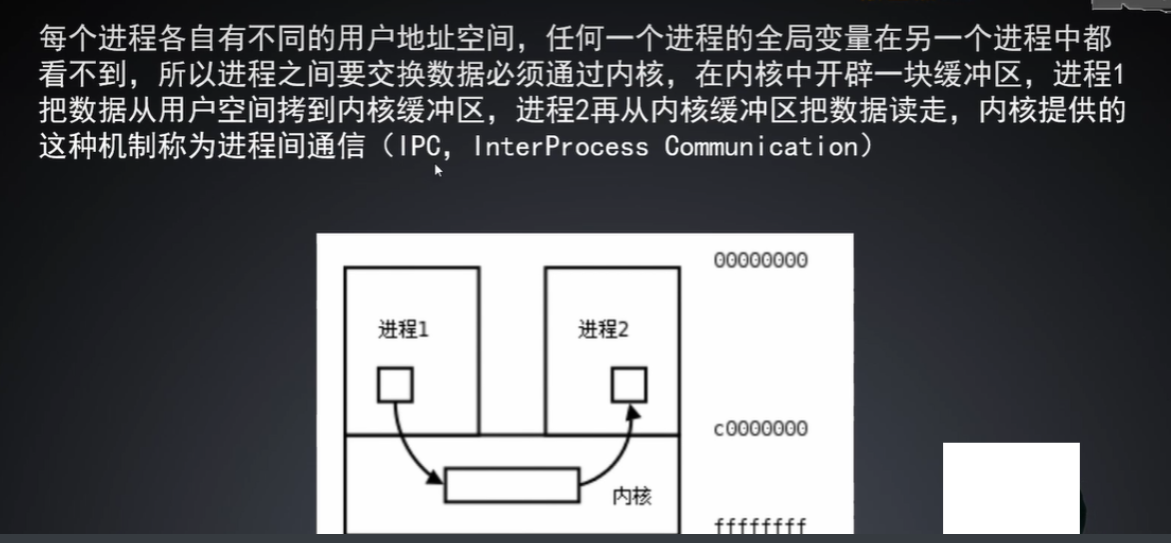 每个进程各自有不同的用户地址空间，任何一个进程的全局变量在另一个进程中都
看不到，所以进程之间要交换数据必须通过内核，在内核中开辟一块缓冲区，进程1
把数据从用户空间拷到内核缓冲区，进程2再从内核缓冲区把数据读走，内核提供的
这种机制称为进程间通信（IPC，InterProcess Communication）
00000000
进程1
进程2
c0000000
内核
ffffffff